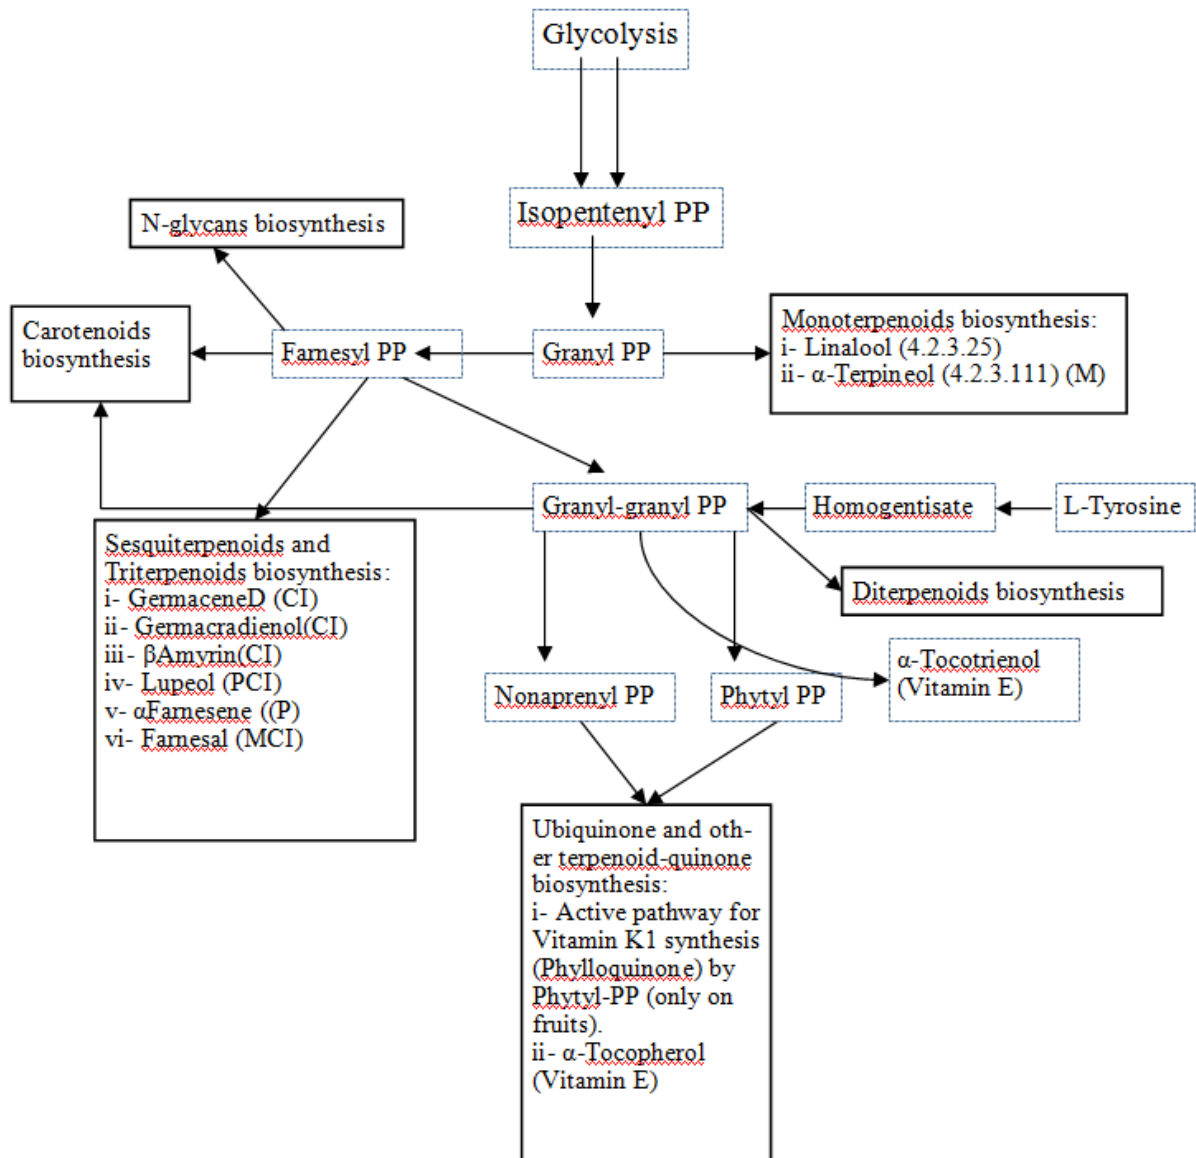 Glycolysis
Isopentenyl PP
N-glycans biosynthesis
Carotenoids
biosynthesis
Farnesyl PP
Granyl PP
Monoterpenoids biosynthesis:
i- Linalool (4.2.3.25)
ii- α-Terpineol (4.2.3.111) (M)
Granyl-granyl PP
Homogentisate
L-Tyrosine
Sesquiterpenoids and
Triterpenoids biosynthesis:
i- GermaceneD (CI)
ii- Germacradienol(CI)
iii- βAmyrin(CI)
iv- Lupeol (PCI)
v- αFarnesene ((P)
vi- Farnesal (MCI)
Diterpenoids biosynthesis
α-Tocotrienol
(Vitamin E)
Nonaprenyl PP
Phytyl PP
Ubiquinone and oth-
er terpenoid-quinone
biosynthesis:
i- Active pathway for
Vitamin K1 synthesis
(Phylloquinone) by
Phytyl-PP (only on
fruits).
ii- α-Tocopherol
(Vitamin E)